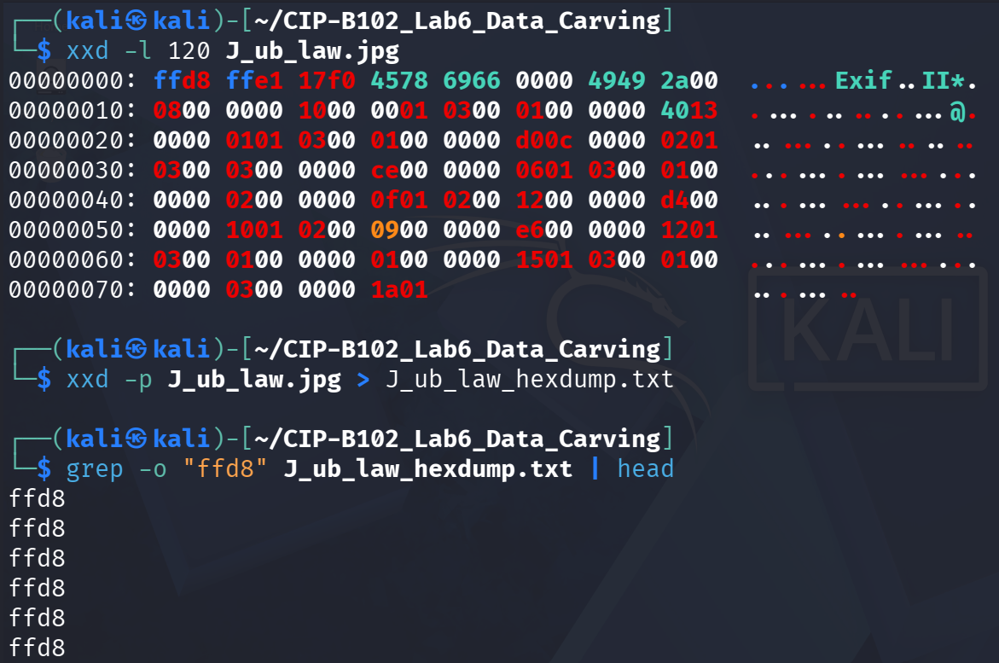 ┌──(kali㉿kali)-[~/CIP-B102_Lab6_Data_Carving]
└─$ xxd -l 120 J_ub_law.jpg
00000000: ffd8 ffe1 17f0 4578 6966 0000 4949 2a00  ......Exif..II*.
00000010: 0800 0000 1000 0001 0300 0100 0000 4013  ..............@.
00000020: 0000 0101 0300 0100 0000 d00c 0000 0201  ................
00000030: 0300 0300 0000 ce00 0000 0601 0300 0100  ................
00000040: 0200 0000 0f01 0200 1200 0000 d400  ................
00000050: 0000 1001 0200 0900 0000 e600 0000 1201  ................
00000060: 0300 0100 0000 0100 0000 1501 0300 0100  ................
00000070: 0000 0300 0000 1a01  ........
┌──(kali㉿kali)-[~/CIP-B102_Lab6_Data_Carving]
└─$ xxd -p J_ub_law.jpg > J_ub_law_hexdump.txt
┌──(kali㉿kali)-[~/CIP-B102_Lab6_Data_Carving]
└─$ grep -o "ffd8" J_ub_law_hexdump.txt | head
ffd8
ffd8
ffd8
ffd8
ffd8
ffd8
KALI